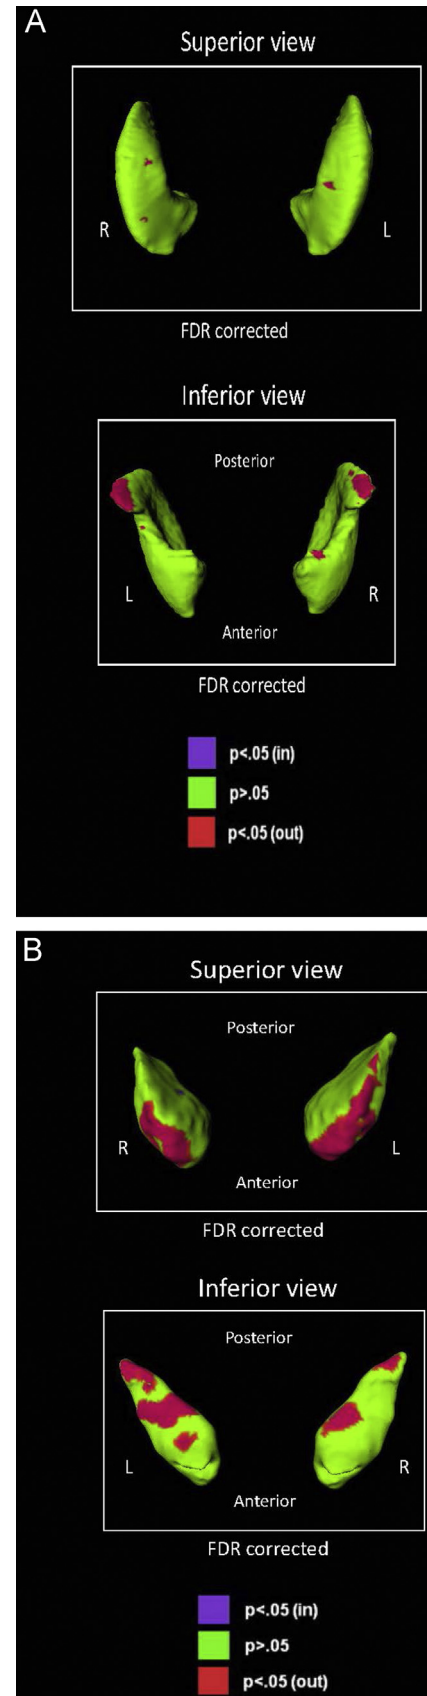 A
Superior view
R
L
FDR corrected
Inferior view
Posterior
L
R
Anterior
FDR corrected
p<.05 (in)
p>.05
p<.05 (out)
B
Superior view
Posterior
R
L
Anterior
FDR corrected
Inferior view
Posterior
L
R
Anterior
FDR corrected
p<.05 (in)
p>.05
p<.05 (out)